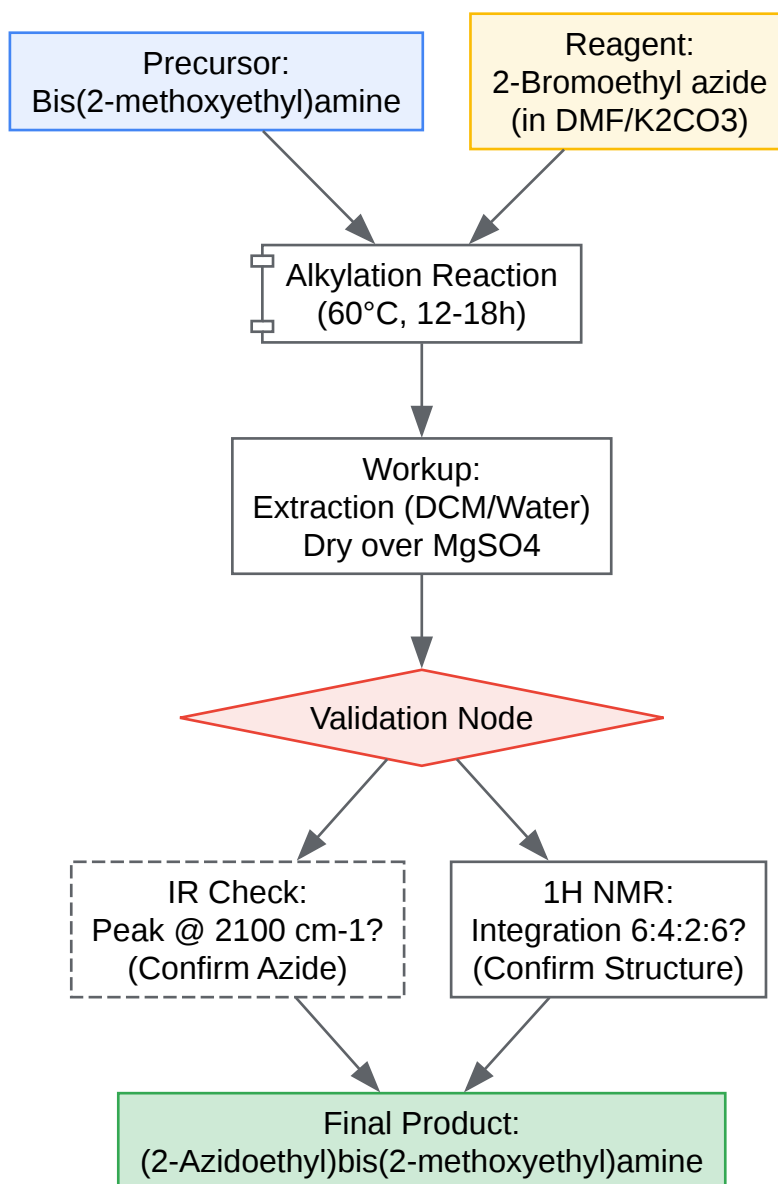 Precursor:
Bis(2-methoxyethyl)amine
Reagent:
2-Bromoethyl azide
(in DMF/K2CO3)
Alkylation Reaction
(60°C, 12-18h)
Workup:
Extraction (DCM/Water)
Dry over MgSO4
Validation Node
IR Check:
Peak @ 2100 cm-1?
(Confirm Azide)
1H NMR:
Integration 6:4:2:6?
(Confirm Structure)
Final Product:
(2-Azidoethyl)bis(2-methoxyethyl)amine